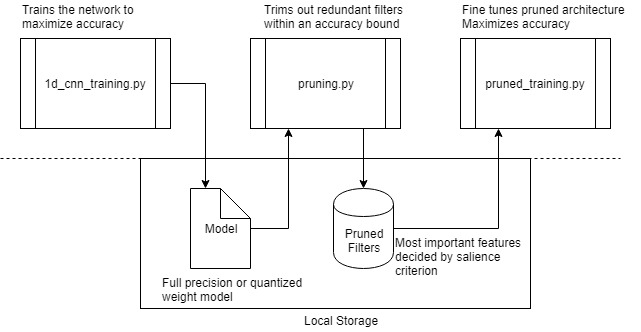 Trains the network to
maximize accuracy
Trims out redundant filters
within an accuracy bound
Fine tunes pruned architecture
Maximizes accuracy
1d_cnn_training.py
pruning.py
pruned_training.py
Model
Pruned
Filters
Most important features
decided by salience
criterion
Full precision or quantized
weight model
Local Storage